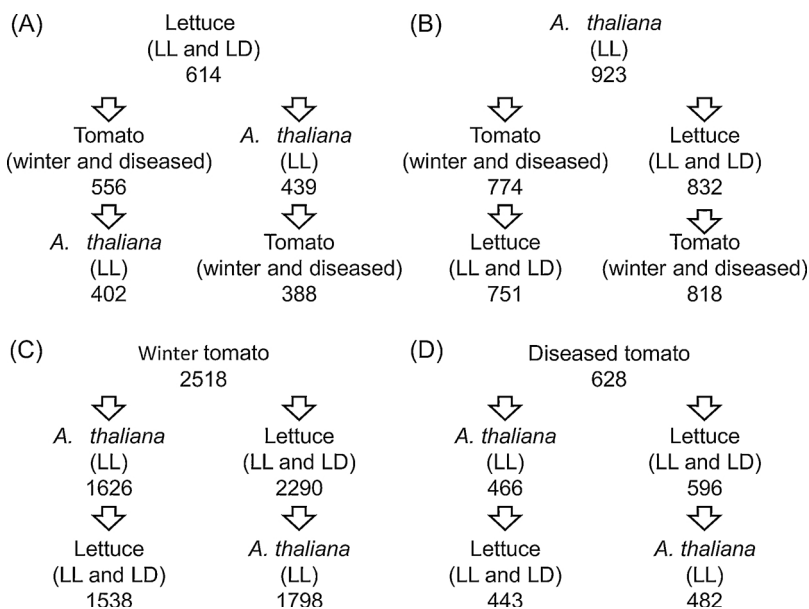 (A)
Lettuce
(LL and LD)
614
Tomato
(winter and diseased)
556
A. thaliana
(LL)
402
A. thaliana
(LL)
439
Tomato
(winter and diseased)
388
(B)
A. thaliana
(LL)
923
Tomato
(winter and diseased)
774
Lettuce
(LL and LD)
751
Lettuce
(LL and LD)
832
Tomato
(winter and diseased)
818
(C)
Winter tomato
2518
A. thaliana
(LL)
1626
Lettuce
(LL and LD)
1538
Lettuce
(LL and LD)
2290
A. thaliana
(LL)
1798
(D)
Diseased tomato
628
A. thaliana
(LL)
466
Lettuce
(LL and LD)
443
Lettuce
(LL and LD)
596
A. thaliana
(LL)
482